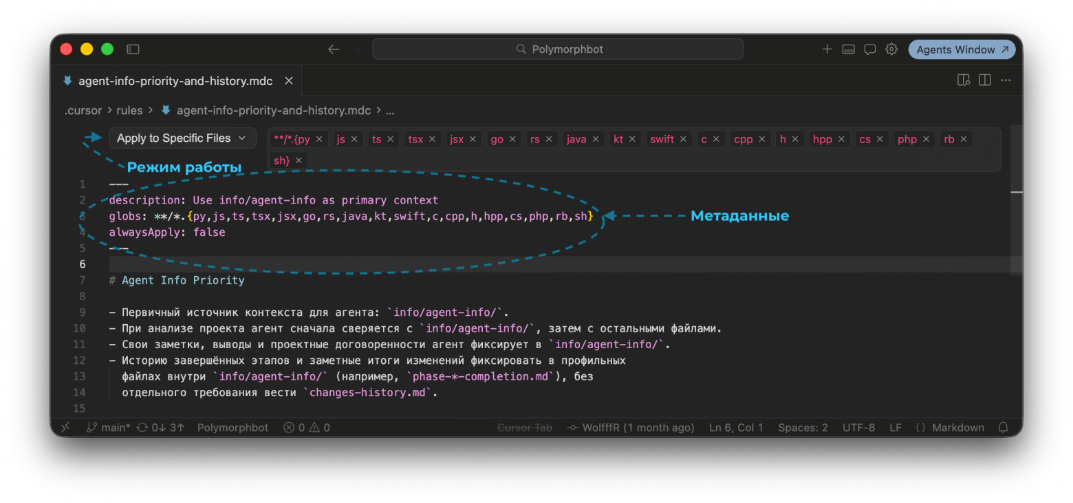 Polymorphbot
Agents Window ↗
agent-info-priority-and-history.mdc ×
.cursor > rules > agent-info-priority-and-history.mdc > ...
Apply to Specific Files
**/*.{py × js × ts × tsx × jsx × go × rs × java × kt × swift × c × cpp × h × hpp × cs × php × rb ×
sh} ×
Режим работы
1 ---
2 description: Use info/agent-info as primary context
3 globs: **/*.{py,js,ts,tsx,jsx,go,rs,java,kt,swift,c,cpp,h,hpp,cs,php,rb,sh}
Метаданные
4 alwaysApply: false
5 ---
6
7 # Agent Info Priority
8
9 - Первичный источник контекста для агента: `info/agent-info/`.
10 - При анализе проекта агент сначала сверяется с `info/agent-info/`, затем с остальными файлами.
11 - Свои заметки, выводы и проектные договоренности агент фиксирует в `info/agent-info/`.
12 - Историю завершённых этапов и заметные итоги изменений фиксировать в профильных
13 файлах внутри `info/agent-info/` (например, `phase-*-completion.md`), без
14 отдельного требования вести `changes-history.md`.
15
main* 0↓ 3↑ Polymorphbot 0 0 Cursor Tab WolfffR (1 month ago) Ln 6, Col 1 Spaces: 2 UTF-8 LF {} Markdown